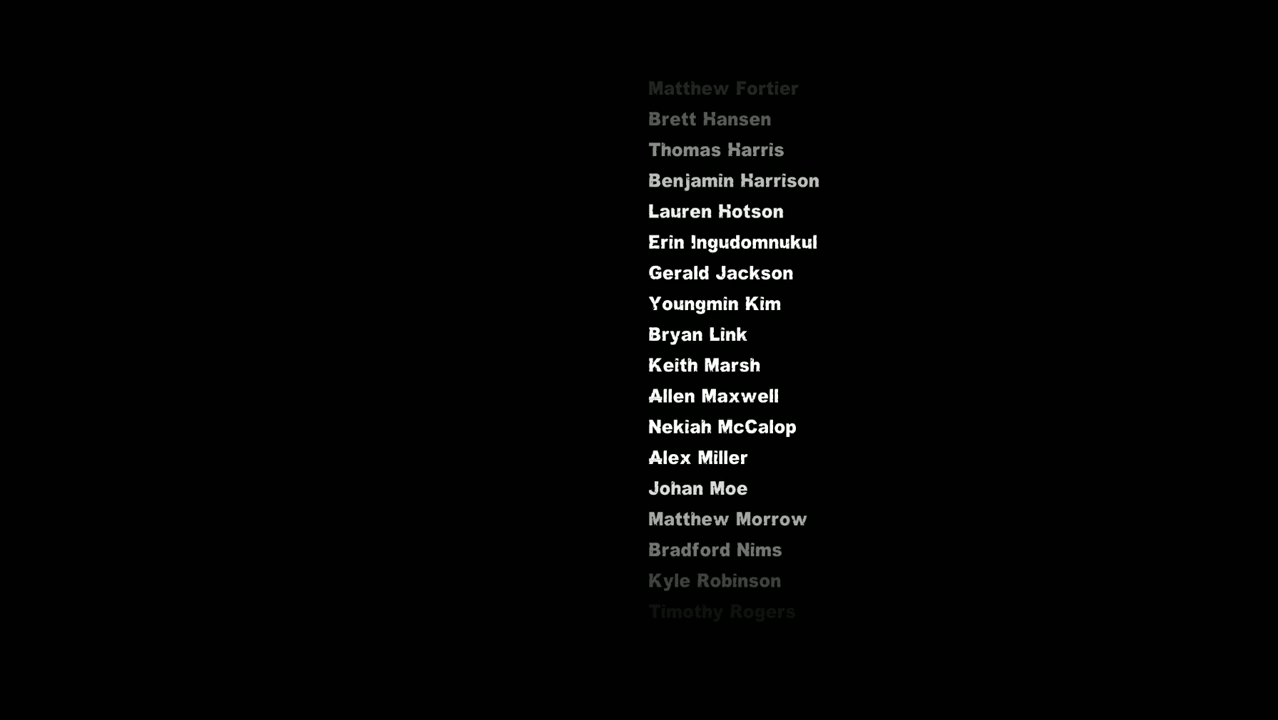 Matthew Fortier
Brett Hansen
Thomas Harris
Benjamin Harrison
Lauren Hotson
Erin Ingudomnukul
Gerald Jackson
Youngmin Kim
Bryan Link
Keith Marsh
Allen Maxwell
Nekiah McCalop
Alex Miller
Johan Moe
Matthew Morrow
Bradford Nims
Kyle Robinson
Timothy Rogers